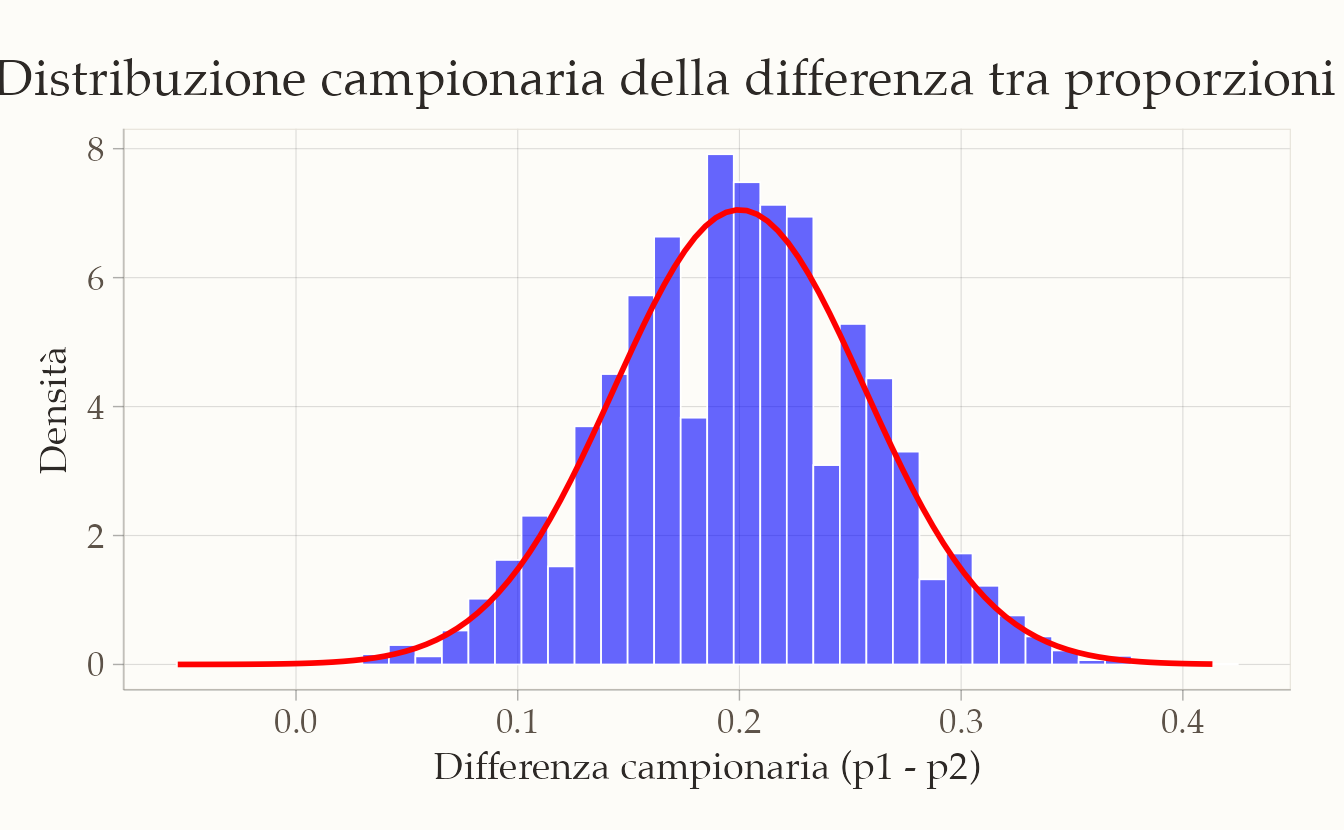 Distribuzione campionaria della differenza tra proporzioni
8
6
4
2
0
Densità
0.0 0.1 0.2 0.3 0.4
Differenza campionaria (p1 - p2)